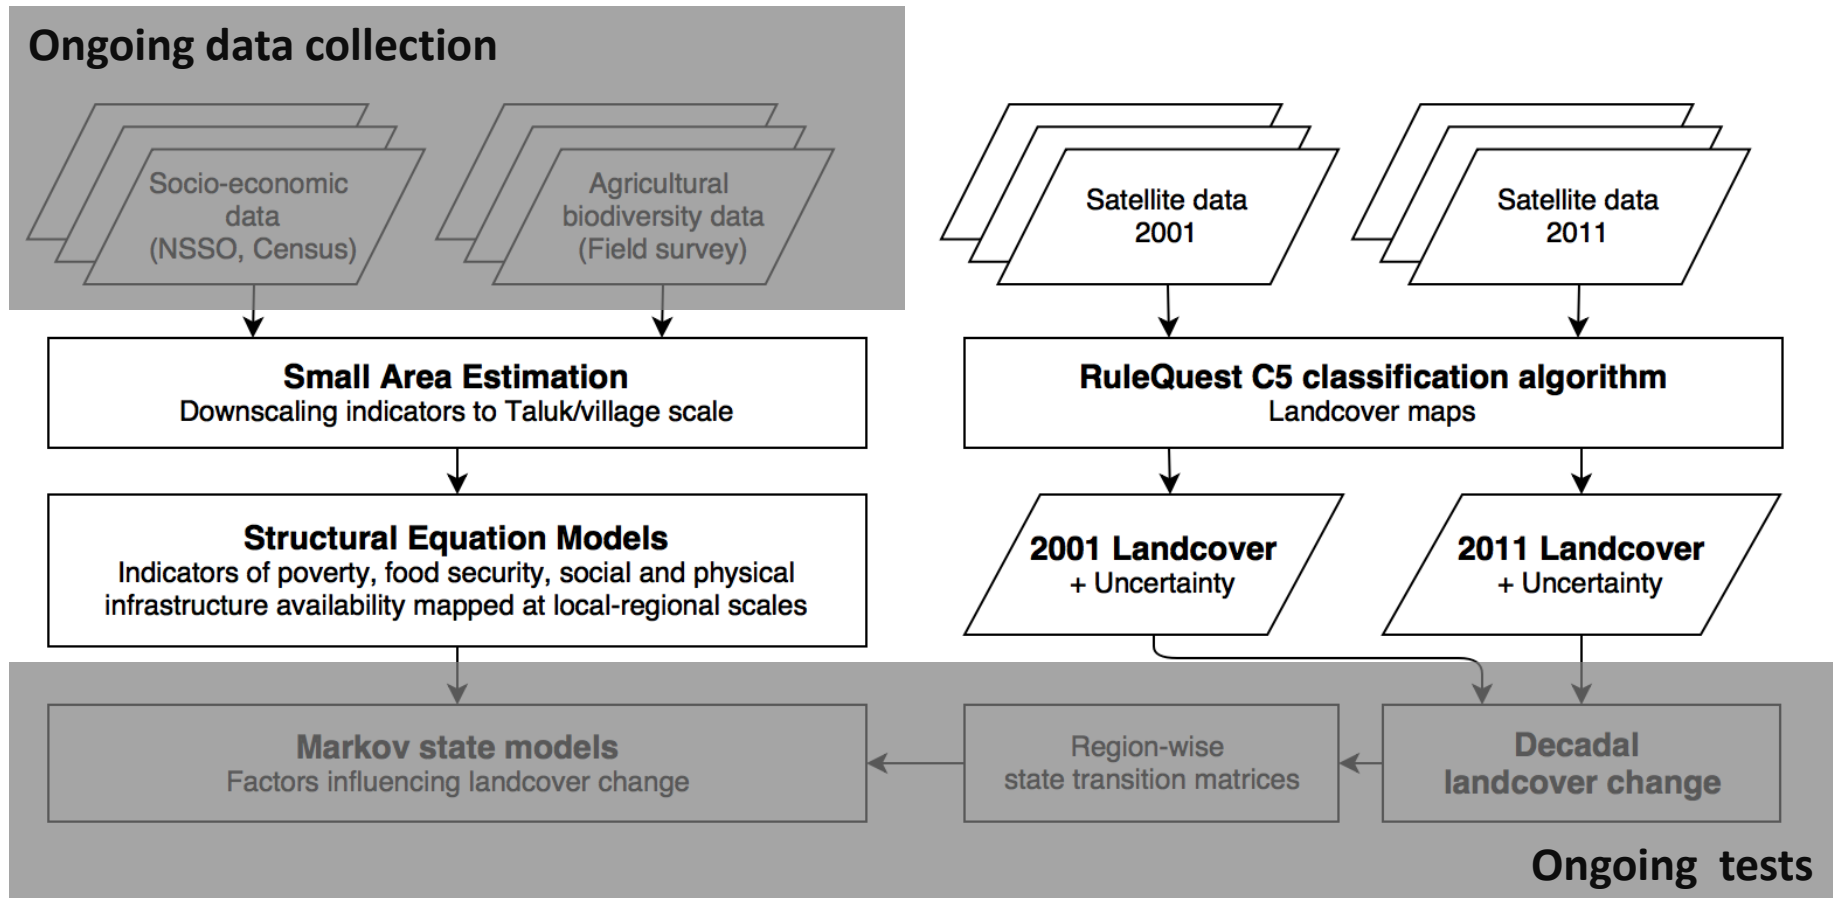 Ongoing data collection
Socio-economic
data
(NSSO, Census)
Agricultural
biodiversity data
(Field survey)
Satellite data
2001
Satellite data
2011
Small Area Estimation
Downscaling indicators to Taluk/village scale
RuleQuest C5 classification algorithm
Landcover maps
Structural Equation Models
Indicators of poverty, food security, social and physical
infrastructure availability mapped at local-regional scales
2001 Landcover
+ Uncertainty
2011 Landcover
+ Uncertainty
Markov state models
Factors influencing landcover change
Region-wise
state transition matrices
Decadal
landcover change
Ongoing tests